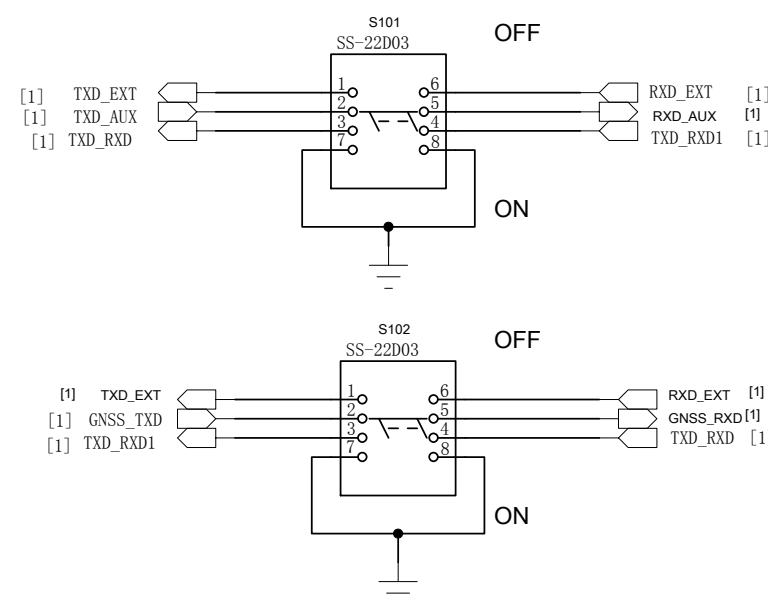 S101
SS-22D03
OFF
[1] TXD_EXT 1 6 RXD_EXT [1]
[1] TXD_AUX 2 5 RXD_AUX [1]
[1] TXD_RXD 3 4 TXD_RXD1 [1]
7 8
ON
S102
SS-22D03
OFF
[1] TXD_EXT 1 6 RXD_EXT [1]
[1] GNSS_TXD 2 5 GNSS_RXD [1]
[1] TXD_RXD1 3 4 TXD_RXD [1
7 8
ON